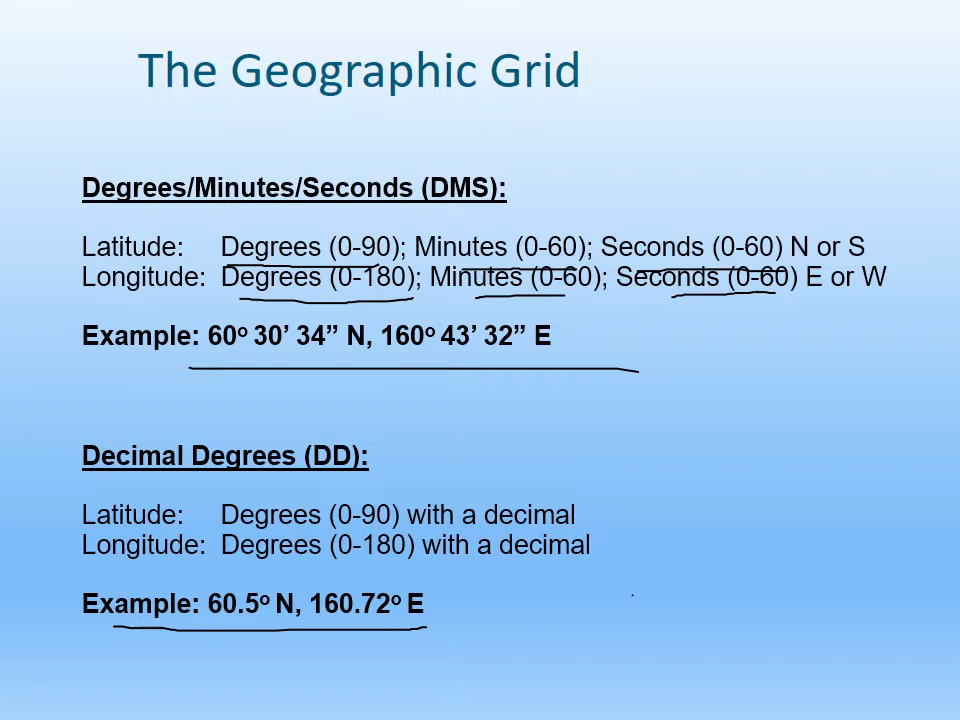 The Geographic Grid
Degrees/Minutes/Seconds (DMS):
Latitude: Degrees (0-90); Minutes (0-60); Seconds (0-60) N or S
Longitude: Degrees (0-180); Minutes (0-60); Seconds (0-60) E or W
Example: 60º 30’ 34” N, 160º 43’ 32” E
Decimal Degrees (DD):
Latitude: Degrees (0-90) with a decimal
Longitude: Degrees (0-180) with a decimal
Example: 60.5º N, 160.72º E